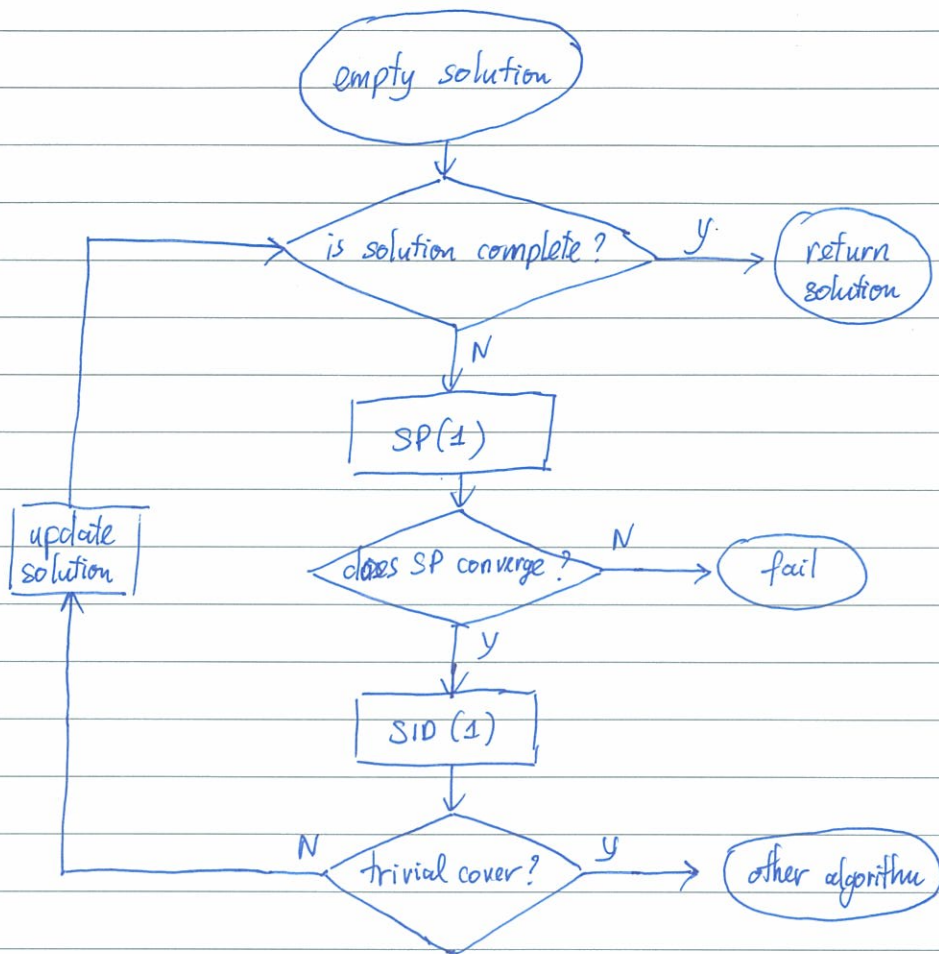 empty solution
is solution complete?
y.
return
solution
N
SP(1)
update
solution
does SP converge?
N
fail
y
SID (1)
N
trivial cover?
y
other algorithm